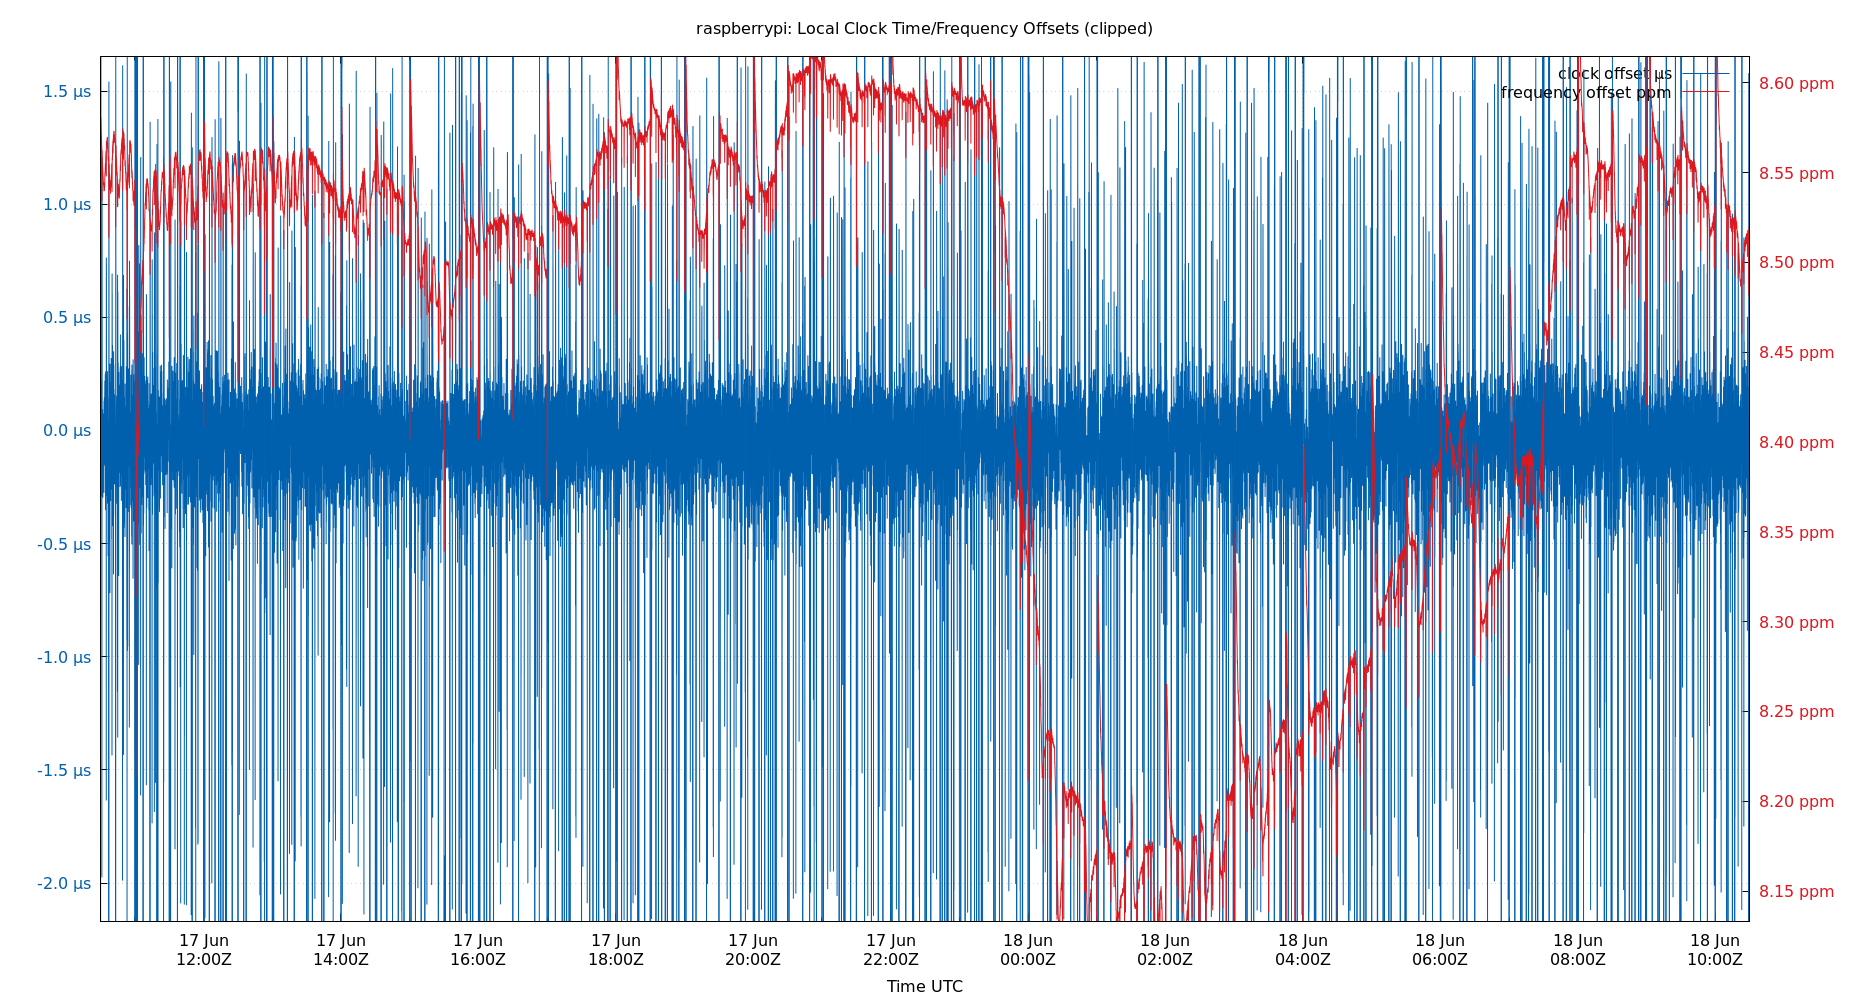 raspberrypi: Local Clock Time/Frequency Offsets (clipped)
clock offset µs
frequency offset ppm
1.5 µs
1.0 µs
0.5 µs
0.0 µs
-0.5 µs
-1.0 µs
-1.5 µs
-2.0 µs
8.60 ppm
8.55 ppm
8.50 ppm
8.45 ppm
8.40 ppm
8.35 ppm
8.30 ppm
8.25 ppm
8.20 ppm
8.15 ppm
17 Jun 17 Jun 17 Jun 17 Jun 17 Jun 17 Jun 18 Jun 18 Jun 18 Jun 18 Jun 18 Jun 18 Jun
12:00Z 14:00Z 16:00Z 18:00Z 20:00Z 22:00Z 00:00Z 02:00Z 04:00Z 06:00Z 08:00Z 10:00Z
Time UTC